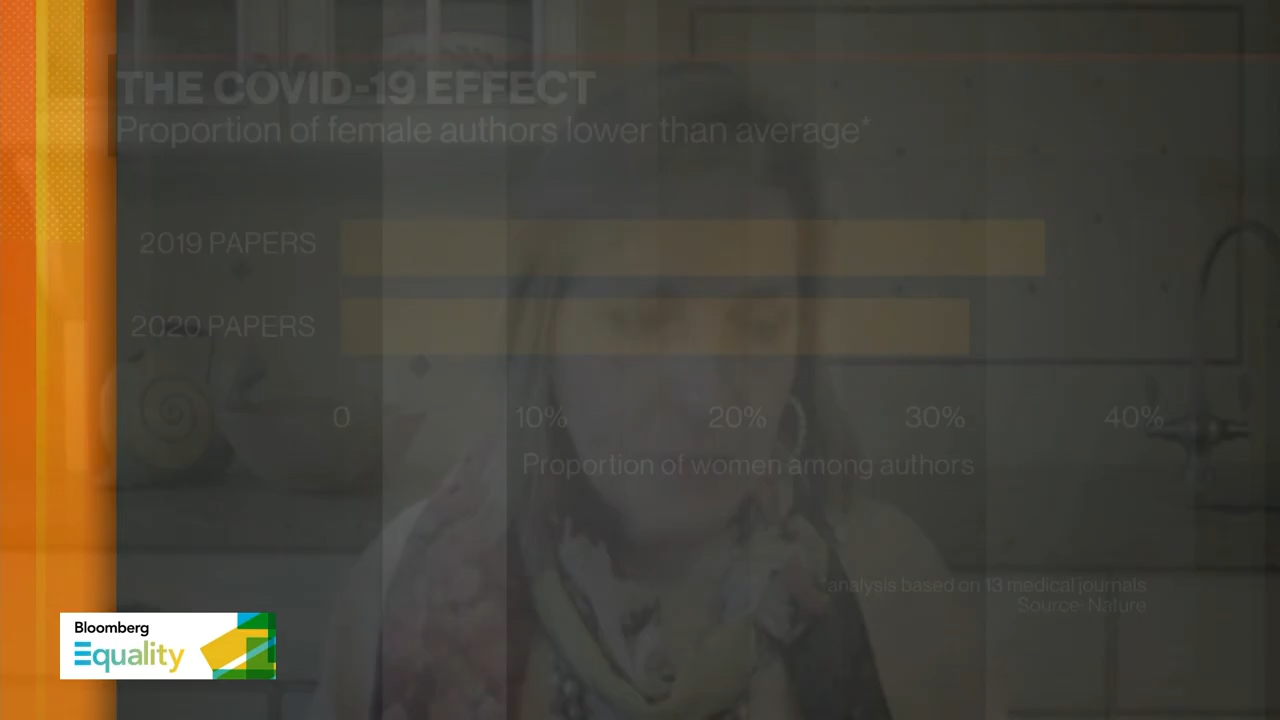 THE COVID-19 EFFECT
Proportion of female authors lower than average*
2019 PAPERS
2020 PAPERS
0 10% 20% 30% 40%
Proportion of women among authors
analysis based on 13 medical journals
Source: Nature
Bloomberg
Equality